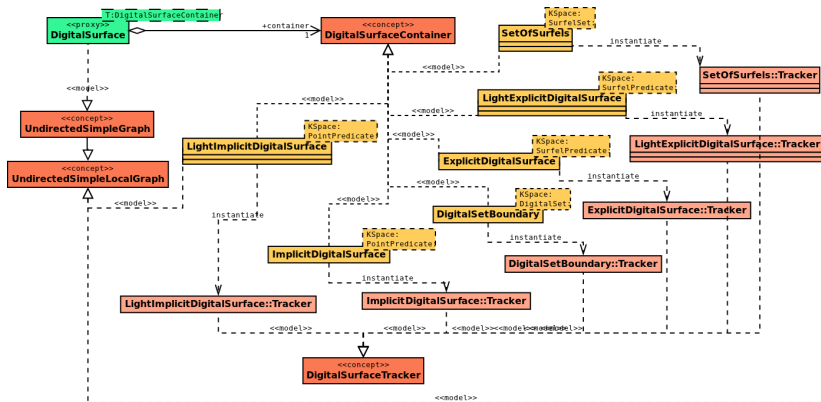 T:DigitalSurfaceContainer
<<proxy>>
DigitalSurface
+container
1
<<concept>>
DigitalSurfaceContainer
KSpace:
SurfelSet:
SetOfSurfels
instantiate
<<model>>
SetOfSurfels::Tracker
<<model>>
KSpace:
SurfelPredicate
LightExplicitDigitalSurface
<<model>>
<<model>>
<<concept>>
UndirectedSimpleGraph
KSpace:
PointPredicate
LightImplicitDigitalSurface
<<model>>
instantiate
LightExplicitDigitalSurface::Tracker
KSpace:
SurfelPredicate
ExplicitDigitalSurface
<<concept>>
UndirectedSimpleLocalGraph
instantiate
<<model>>
<<model>>
<<model>>
KSpace:
DigitalSet
DigitalSetBoundary
ExplicitDigitalSurface::Tracker
instantiate
KSpace:
PointPredicate
ImplicitDigitalSurface
instantiate
DigitalSetBoundary::Tracker
instantiate
LightImplicitDigitalSurface::Tracker
ImplicitDigitalSurface::Tracker
<<model>>
<<model>>
<<concept>>
DigitalSurfaceTracker
<<model>>